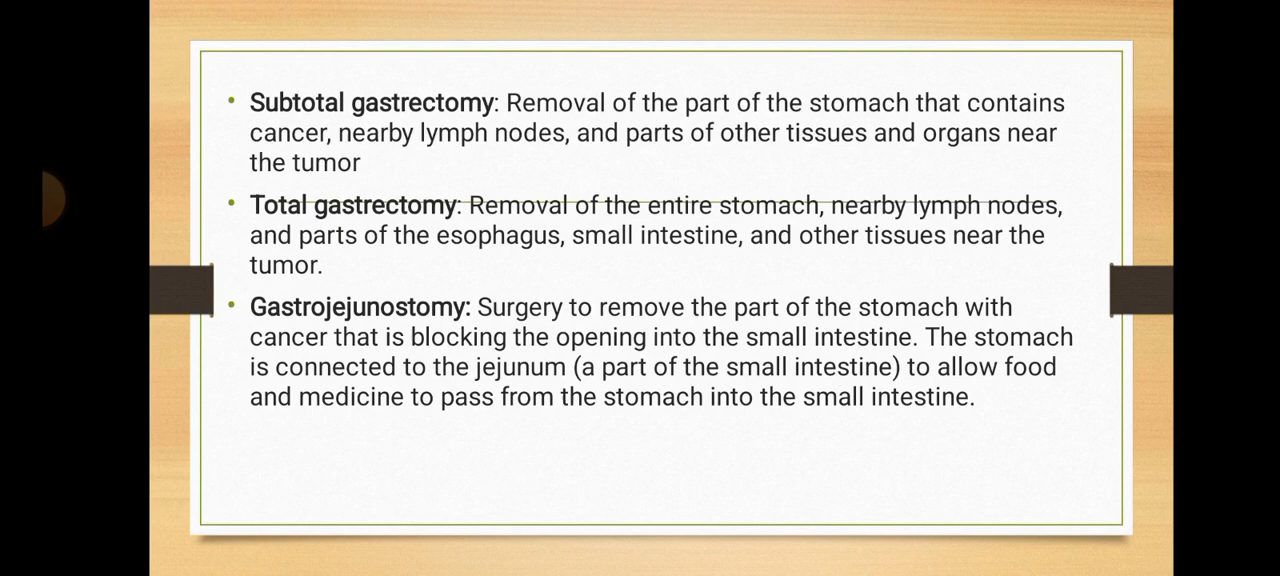 • Subtotal gastrectomy: Removal of the part of the stomach that contains
cancer, nearby lymph nodes, and parts of other tissues and organs near
the tumor
• Total gastrectomy: Removal of the entire stomach, nearby lymph nodes,
and parts of the esophagus, small intestine, and other tissues near the
tumor.
• Gastrojejunostomy: Surgery to remove the part of the stomach with
cancer that is blocking the opening into the small intestine. The stomach
is connected to the jejunum (a part of the small intestine) to allow food
and medicine to pass from the stomach into the small intestine.